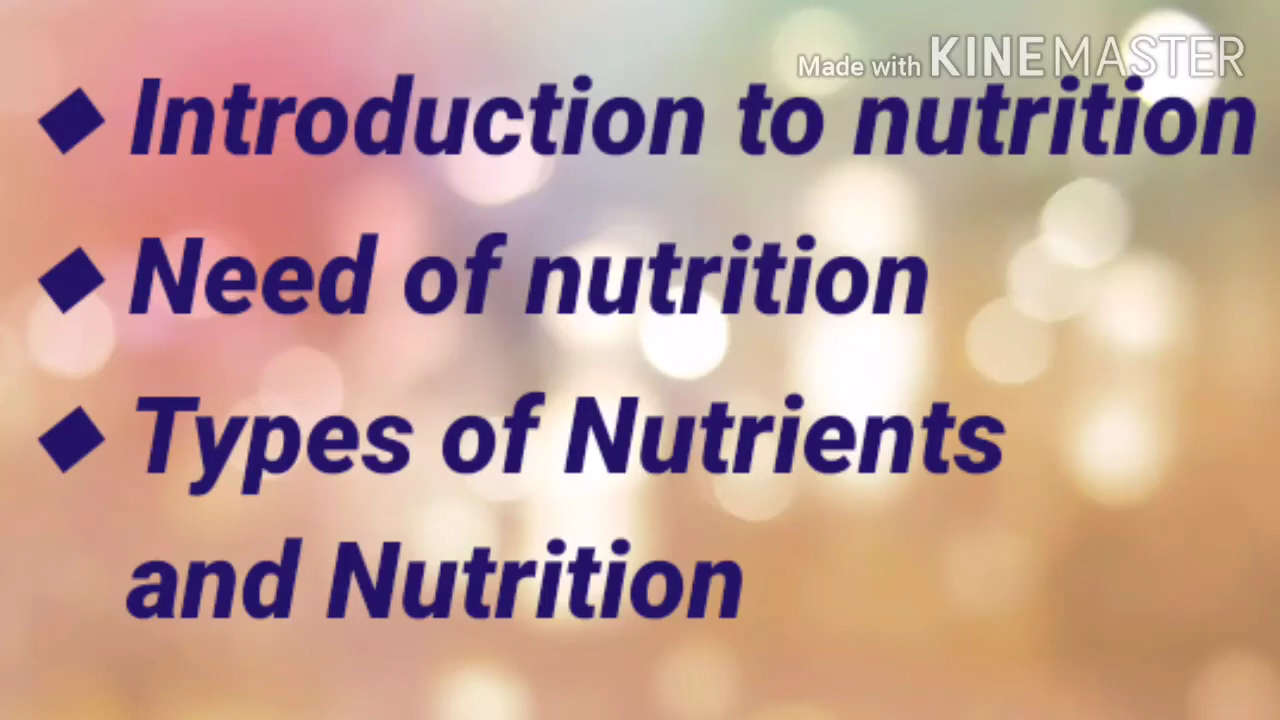 Made with KINEMASTER
◆ Introduction to nutrition
◆ Need of nutrition
◆ Types of Nutrients
and Nutrition